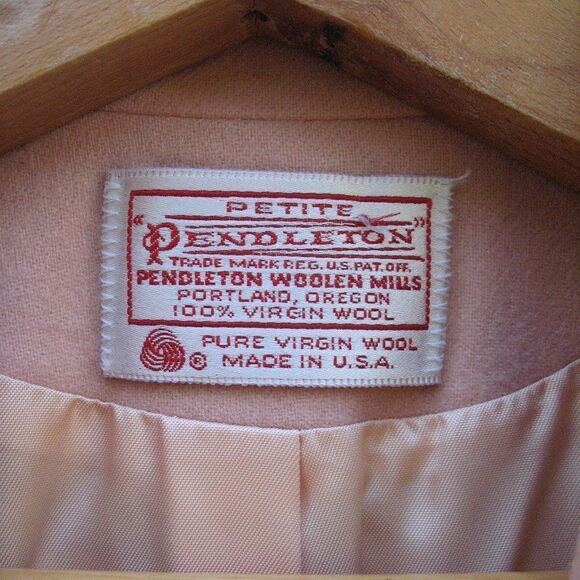 PETITE
"PENDLETON"
TRADE MARK REG. U.S. PAT. OFF.
PENDLETON WOOLEN MILLS
PORTLAND, OREGON
100% VIRGIN WOOL
® PURE VIRGIN WOOL
MADE IN U.S.A.